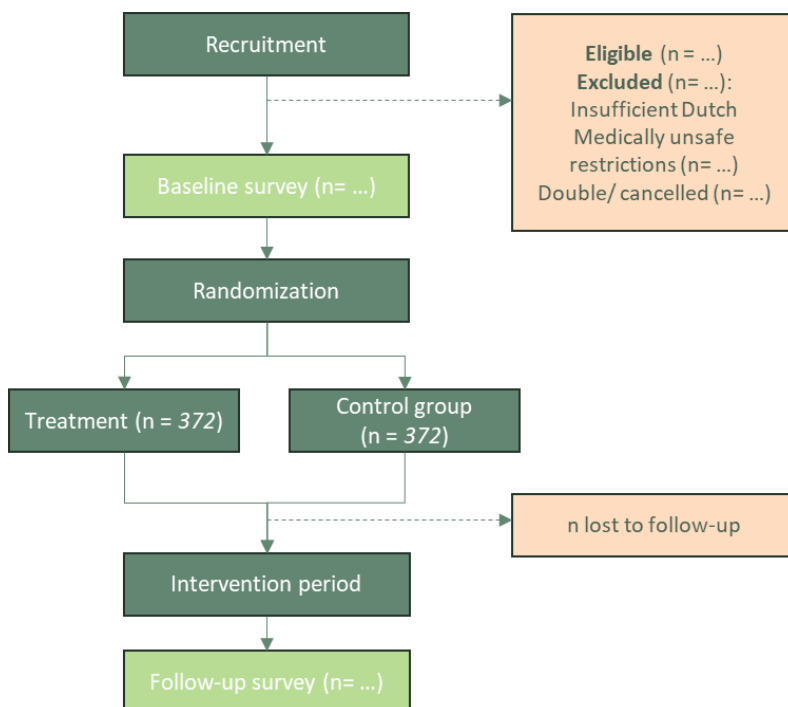 Recruitment
Eligible (n = ...)
Excluded (n= ...):
Insufficient Dutch
Medically unsafe
restrictions (n= ...)
Double/ cancelled (n= ...)
Baseline survey (n= ...)
Randomization
Treatment (n = 372)
Control group
(n = 372)
n lost to follow-up
Intervention period
Follow-up survey (n= ...)